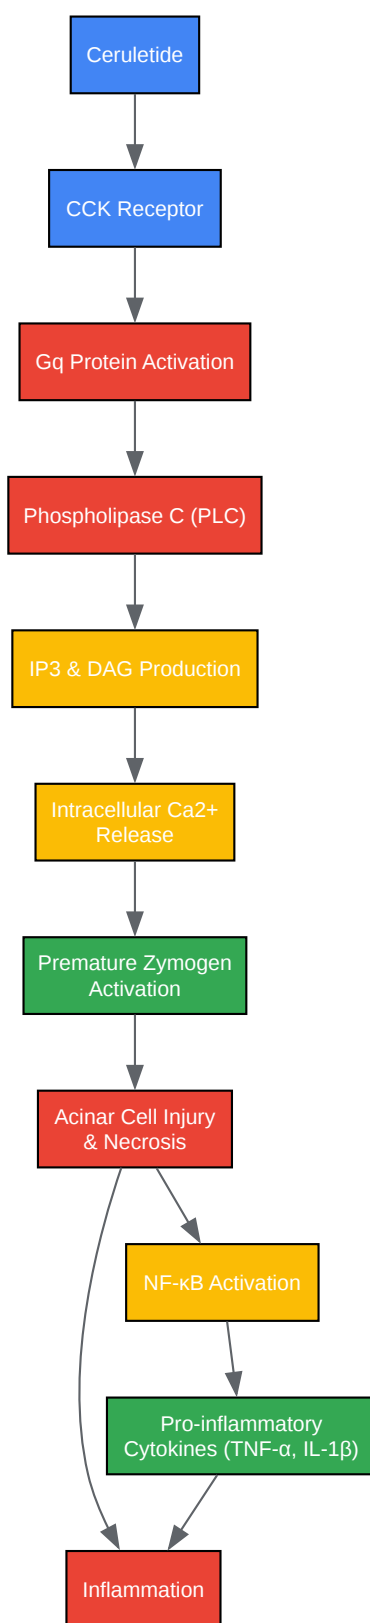 Ceruletide
CCK Receptor
Gq Protein Activation
Phospholipase C (PLC)
IP3 & DAG Production
Intracellular Ca2+
Release
Premature Zymogen
Activation
Acinar Cell Injury
& Necrosis
NF-κB Activation
Pro-inflammatory
Cytokines (TNF-α, IL-1β)
Inflammation